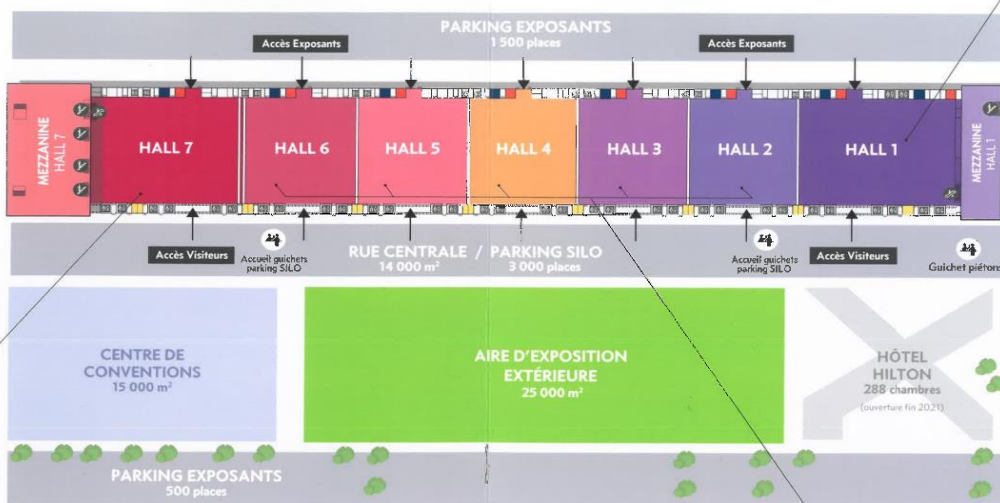 PARKING EXPOSANTS
1 500 places
Accès Exposants
Accès Exposants
MEZZANINE
HALL 7
HALL 7
HALL 6
HALL 5
HALL 4
HALL 3
HALL 2
HALL 1
MEZZANINE
HALL 1
Accès Visiteurs
Accueil guichets
parking SILO
RUE CENTRALE / PARKING SILO
14 000 m² 3 000 places
Accueil guichets
parking SILO
Accès Visiteurs
Guichet piétons
CENTRE DE
CONVENTIONS
15 000 m²
AIRE D'EXPOSITION
EXTÉRIEURE
25 000 m²
HÔTEL
HILTON
288 chambres
(ouverture fin 2021)
PARKING EXPOSANTS
500 places